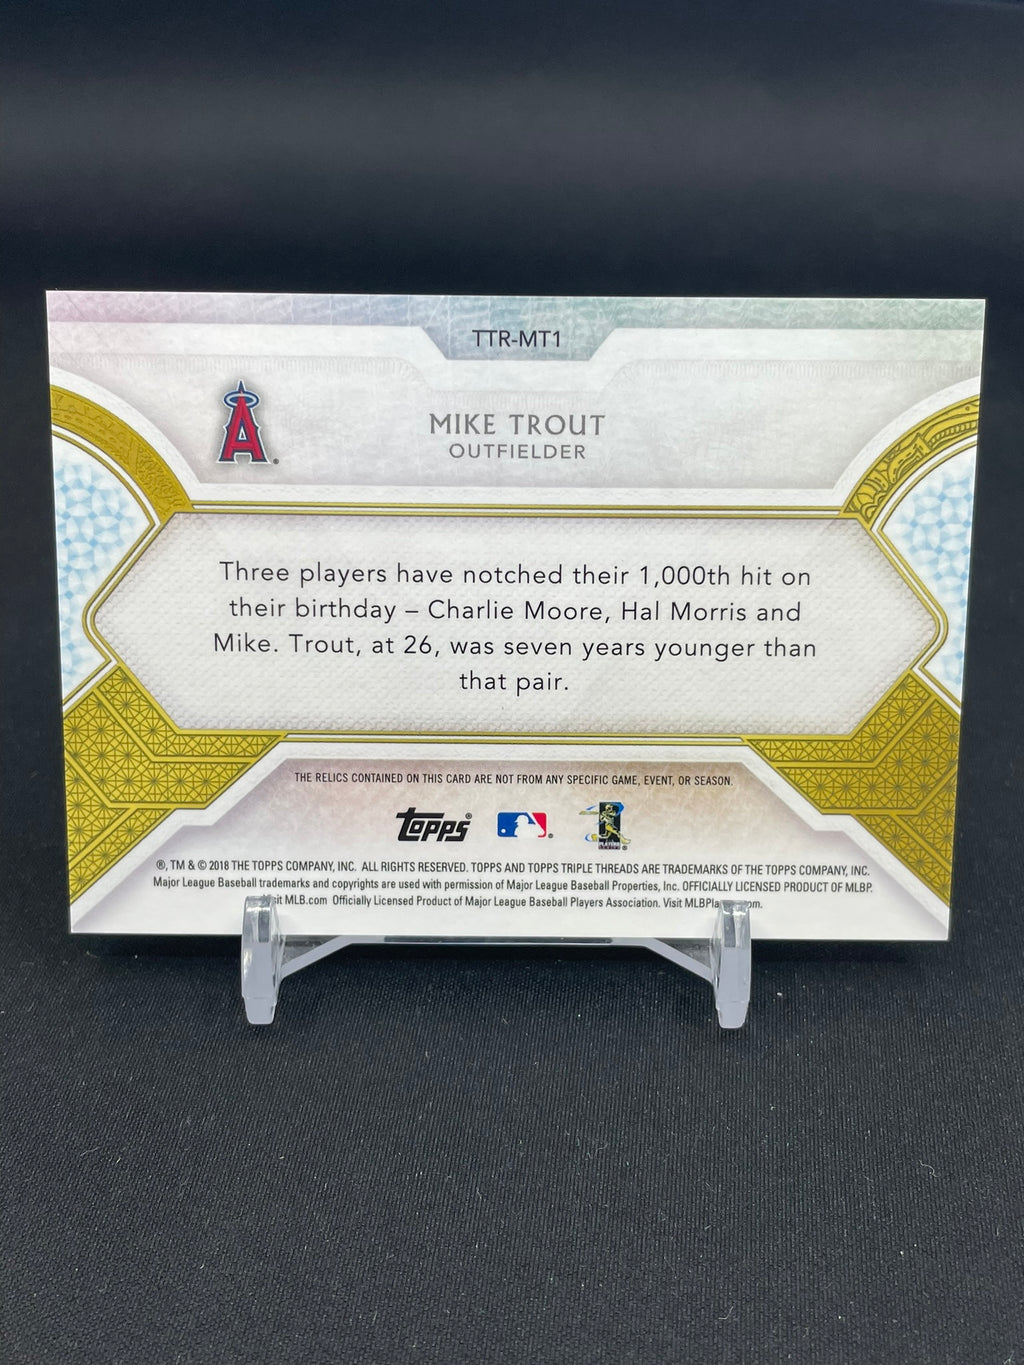 TTR-MT1
A
MIKE TROUT
OUTFIELDER
Three players have notched their 1,000th hit on
their birthday – Charlie Moore, Hal Morris and
Mike. Trout, at 26, was seven years younger than
that pair.
THE RELICS CONTAINED ON THIS CARD ARE NOT FROM ANY SPECIFIC GAME, EVENT, OR SEASON.
Topps®
®, TM & © 2018 THE TOPPS COMPANY, INC. ALL RIGHTS RESERVED. TOPPS AND TOPPS TRIPLE THREADS ARE TRADEMARKS OF THE TOPPS COMPANY, INC.
Major League Baseball trademarks and copyrights are used with permission of Major League Baseball Properties, Inc. OFFICIALLY LICENSED PRODUCT OF MLBP.
MLB.com Officially Licensed Product of Major League Baseball Players Association. Visit